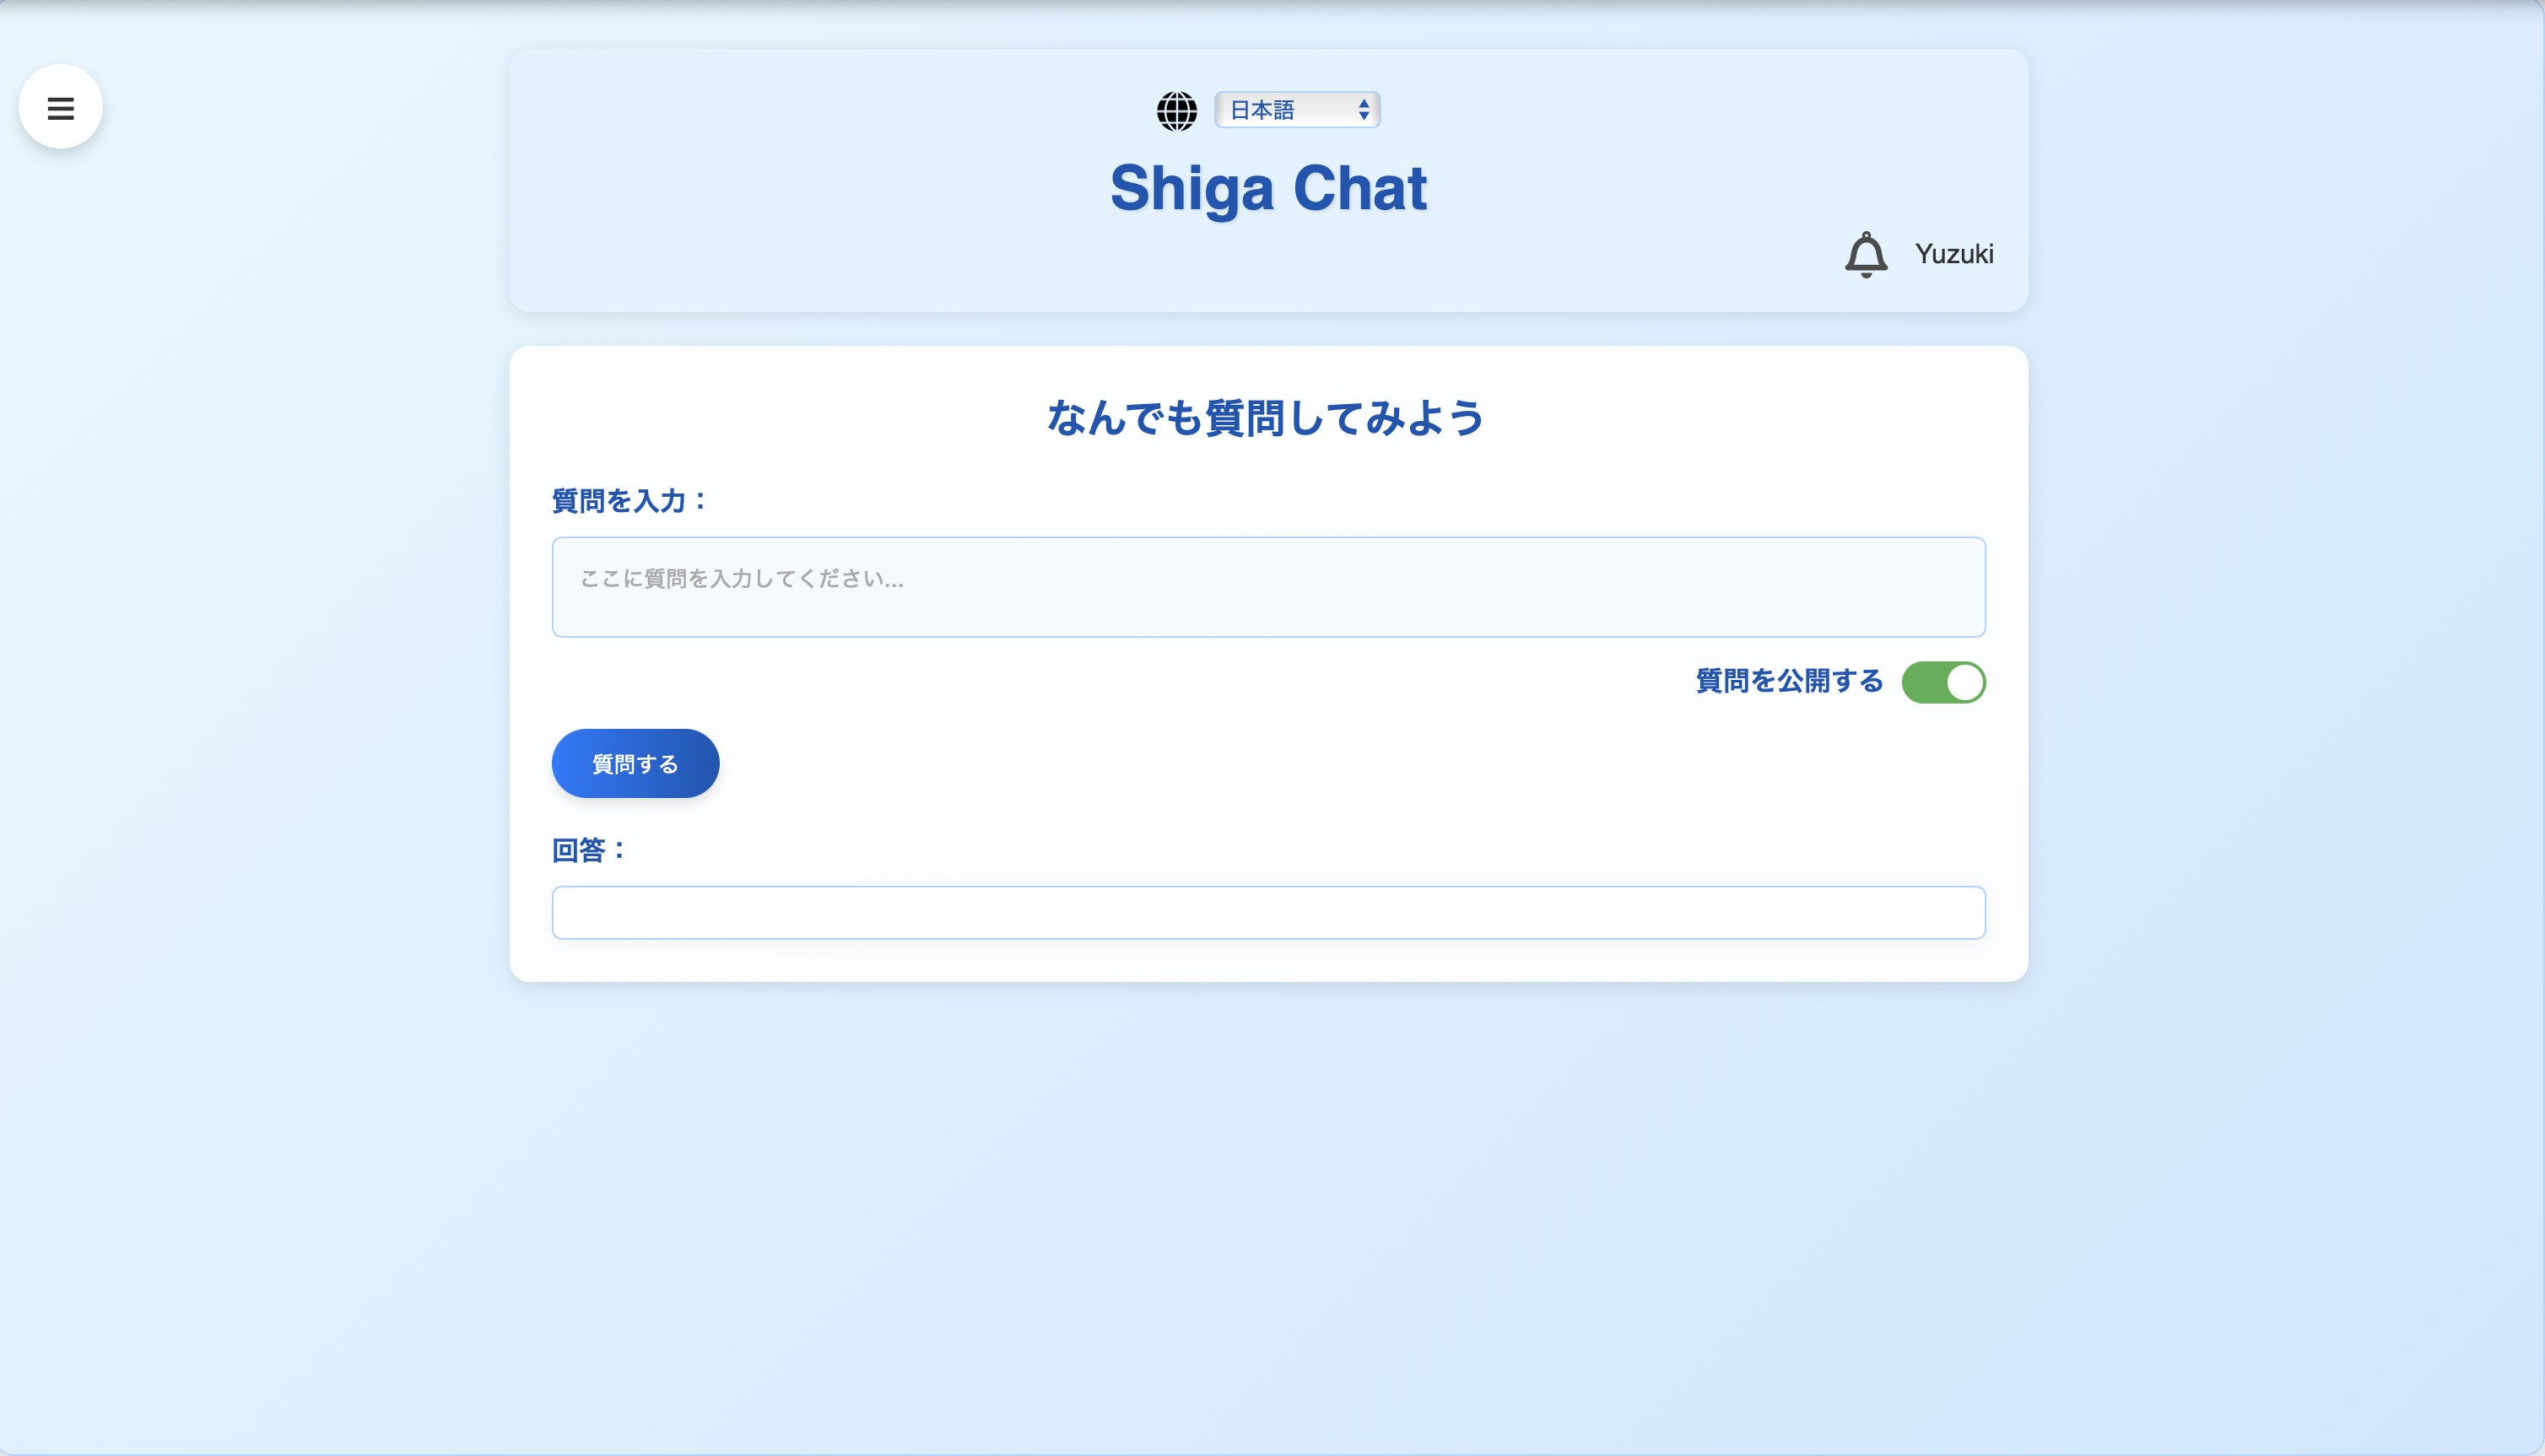 日本語
Shiga Chat
Yuzuki
なんでも質問してみよう
質問を入力：
ここに質問を入力してください...
質問を公開する
質問する
回答：